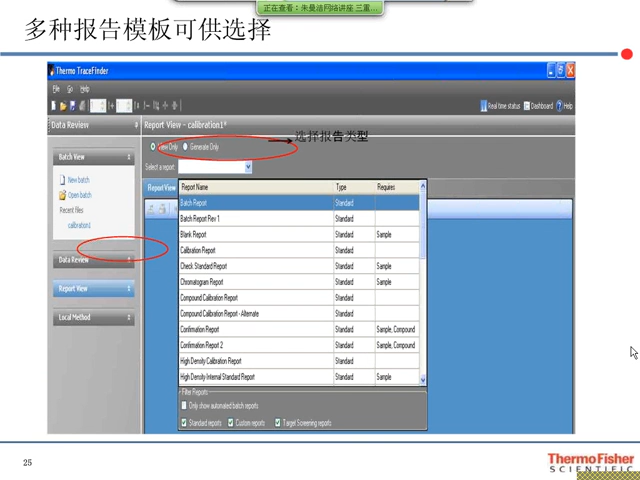 正在查看：朱曼洁网络讲座 三重...
多种报告模板可供选择
Thermo TraceFinder
File Go Help
Real time status Dashboard Help
Data Review
Report View - calibration1*
选择报告类型
View Only Generate Only
Select a report:
Batch View
New batch
Open batch
Recent files
calibration1
Data Review
Report View
Local Method
Report View
Report Name Type Requires
Batch Report Standard
Batch Report Rev 1 Standard
Blank Report Standard Sample
Calibration Report Standard
Check Standard Report Standard Sample
Chromatogram Report Standard Sample
Compound Calibration Report Standard
Compound Calibration Report - Alternate Standard
Confirmation Report Standard Sample, Compound
Confirmation Report 2 Standard Sample, Compound
High Density Calibration Report Standard
High Density Internal Standard Report Standard Sample
Filter Reports
Only show automated batch reports
Standard reports Custom reports Target Screening reports
25
ThermoFisher
SCIENTIFIC